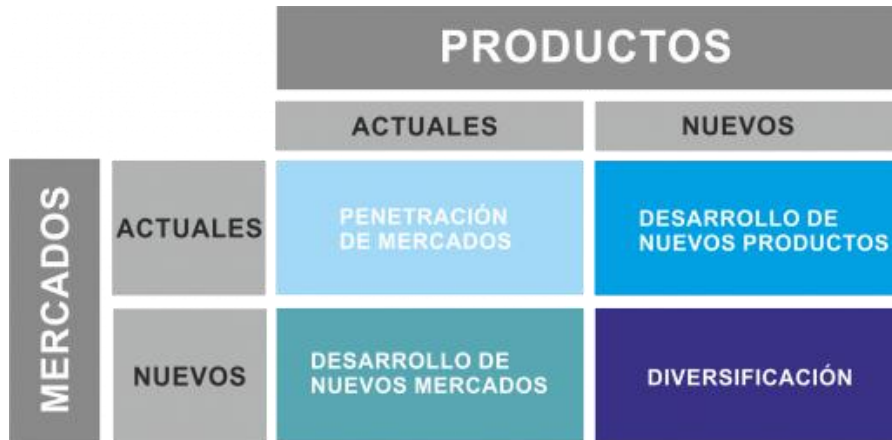 PRODUCTOS
ACTUALES
NUEVOS
MERCADOS
ACTUALES
PENETRACIÓN
DE MERCADOS
DESARROLLO DE
NUEVOS PRODUCTOS
NUEVOS
DESARROLLO DE
NUEVOS MERCADOS
DIVERSIFICACIÓN